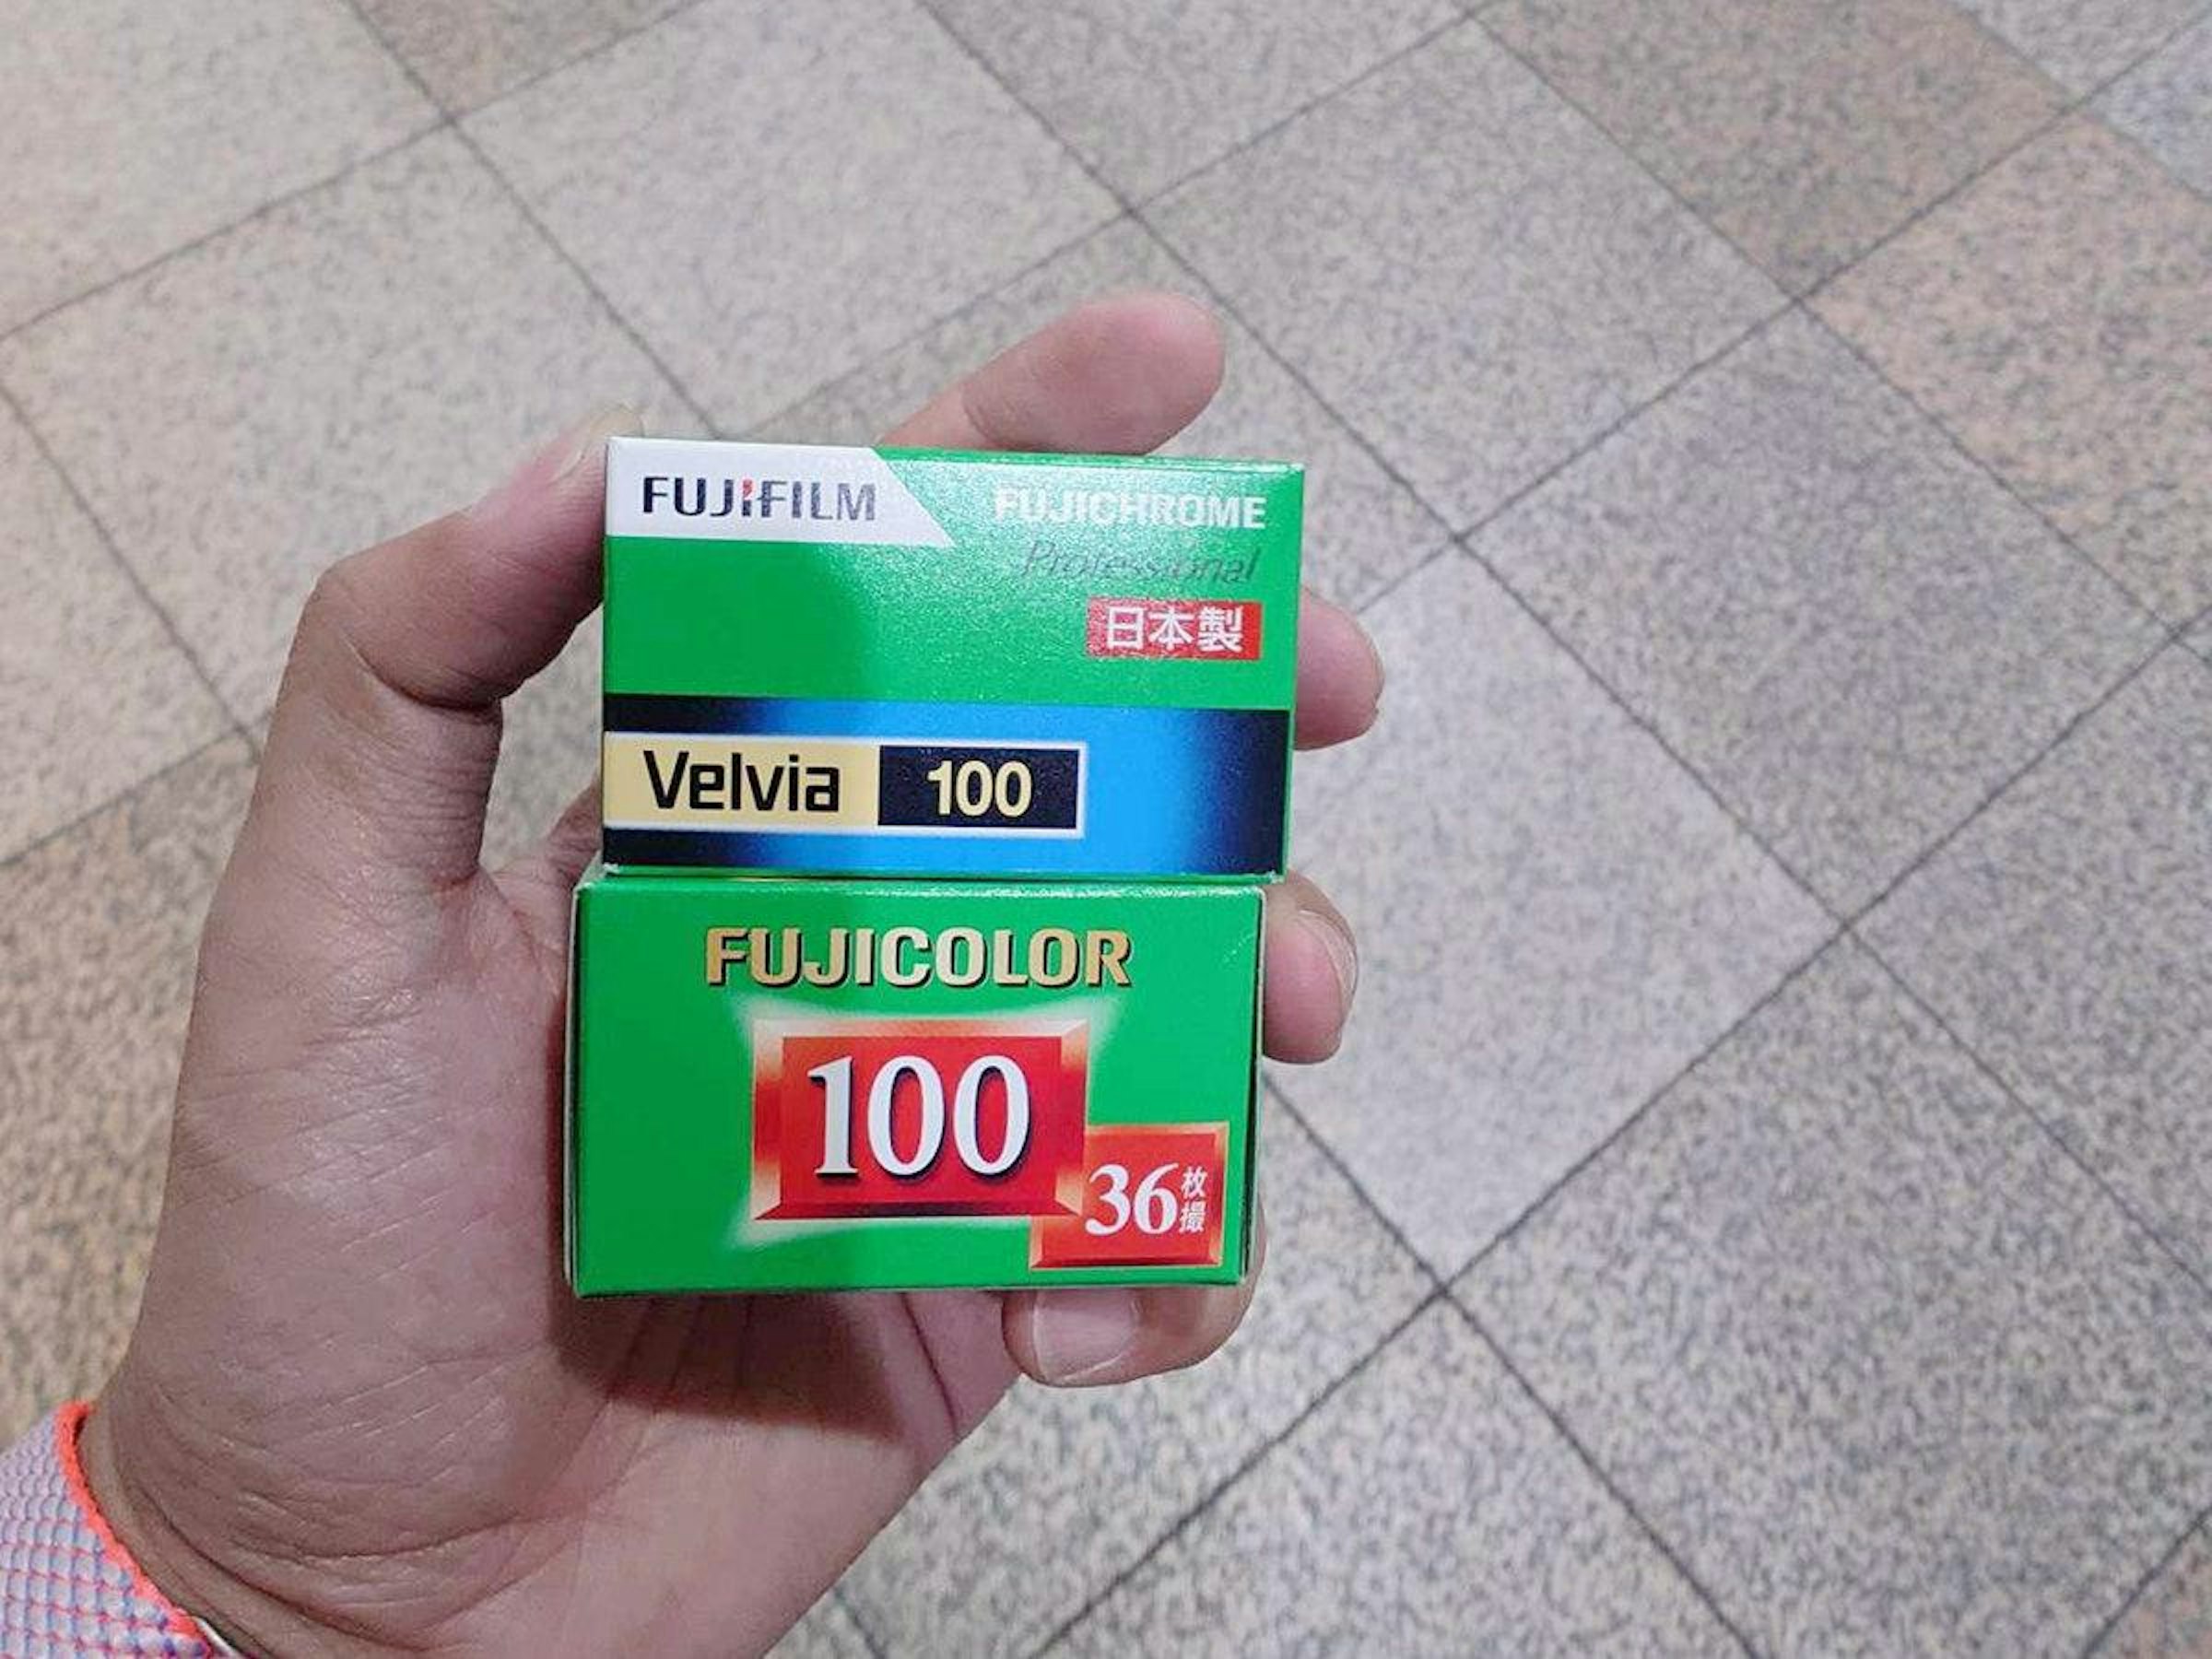 FUJIFILM
FUJICHROME
Professional
日本製
Velvia 100
FUJICOLOR
100
36枚撮